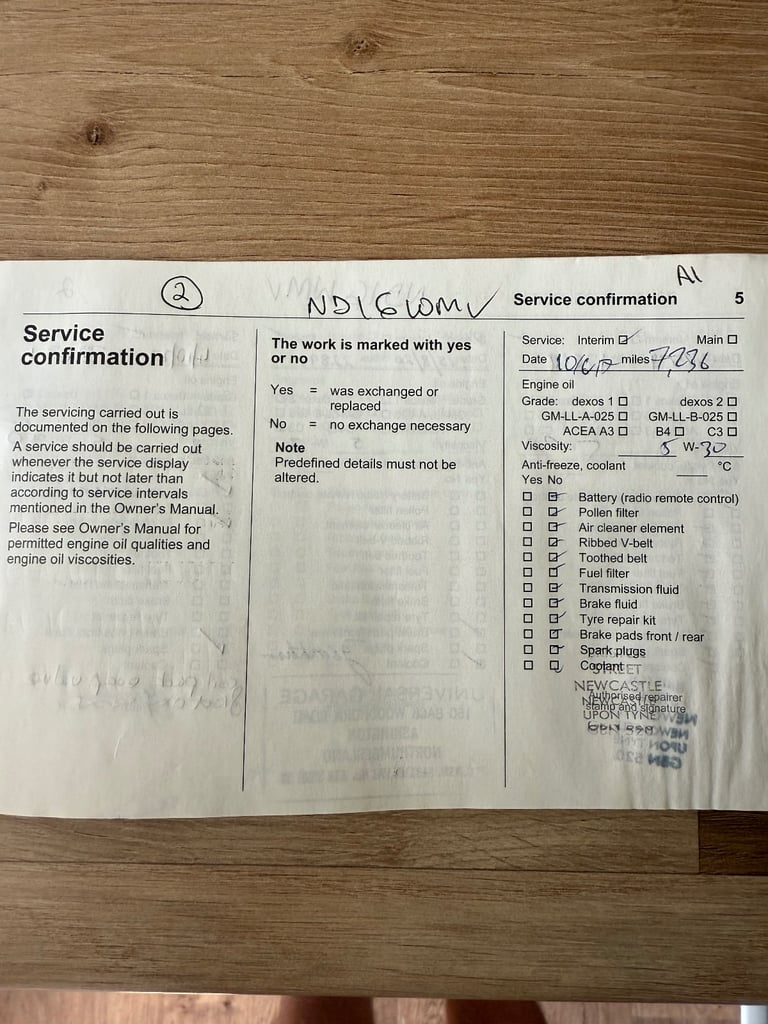 2
ND16 OMV
A1
Service confirmation 5
Service
confirmation
The servicing carried out is
documented on the following pages.
A service should be carried out
whenever the service display
indicates it but not later than
according to service intervals
mentioned in the Owner's Manual.
Please see Owner's Manual for
permitted engine oil qualities and
engine oil viscosities.
The work is marked with yes
or no
Yes = was exchanged or
replaced
No = no exchange necessary
Note
Predefined details must not be
altered.
Service: Interim Main
Date 10/6/17 miles 7,236
Engine oil
Grade: dexos 1 dexos 2
GM-LL-A-025 GM-LL-B-025
ACEA A3 B4 C3
Viscosity: 5 W-30
Anti-freeze, coolant °C
Yes No
Battery (radio remote control)
Pollen filter
Air cleaner element
Ribbed V-belt
Toothed belt
Fuel filter
Transmission fluid
Brake fluid
Tyre repair kit
Brake pads front / rear
Spark plugs
Coolant
STREET
NEWCASTLE
Authorised repairer
stamp and signature
UPON TYNE